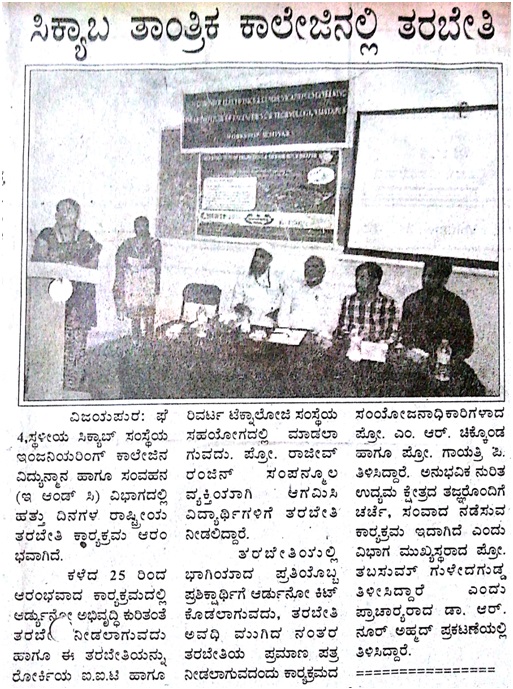 ಸಿಕ್ಯಾಬ ತಾಂತ್ರಿಕ ಕಾಲೇಜಿನಲ್ಲಿ ತರಬೇತಿ
WORKSHOP/SEMINAR
ವಿಜಯಪುರ: ಫೆ
4,ಸ್ಥಳೀಯ ಸಿಕ್ಯಾಬ್ ಸಂಸ್ಥೆಯ
ಇಂಜನಿಯರಿಂಗ್ ಕಾಲೇಜಿನ
ವಿದ್ಯುನ್ಮಾನ ಹಾಗೂ ಸಂವಹನ
(ಇ ಆಂಡ್ ಸಿ) ವಿಭಾಗದಲ್ಲಿ
ಹತ್ತು ದಿನಗಳ ರಾಷ್ಟ್ರೀಯ
ತರಬೇತಿ ಕಾರ್‍ಯಕ್ರಮ ಆರಂ
ಭವಾಗಿದೆ.
ಕಳೆದ 25 ರಿಂದ
ಆರಂಭವಾದ ಕಾರ್‍ಯಕ್ರಮದಲ್ಲಿ
ಆರ್ಡ್ಯುನೋ ಅಭಿವೃದ್ಧಿ ಕುರಿತಂತೆ
ತರಬೇತಿ ನೀಡಲಾಗುವದು
ಹಾಗೂ ಈ ತರಬೇತಿಯನ್ನು
ರೋರ್ಕಿಯ ಐ.ಐ.ಟಿ ಹಾಗೂ
ರಿವರ್ಟ ಟೆಕ್ನಾಲೋಜಿ ಸಂಸ್ಥೆಯ
ಸಹಯೋಗದಲ್ಲಿ ಮಾಡಲಾ
ಗುವದು. ಪ್ರೋ. ರಾಜೀವ್
ರಂಜನ್ ಸಂಪನ್ಮೂಲ
ವ್ಯಕ್ತಿಯಾಗಿ ಆಗಮಿಸಿ
ವಿದ್ಯಾರ್ಥಿಗಳಿಗೆ ತರಬೇತಿ
ನೀಡಲಿದ್ದಾರೆ.
ತರಬೇತಿಯಲ್ಲಿ
ಭಾಗಿಯಾದ ಪ್ರತಿಯೊಬ್ಬ
ಪ್ರಶಿಕ್ಷಾರ್ಥಿಗೆ ಆರ್ಡುನೋ ಕಿಟ್
ಕೊಡಲಾಗುವದು, ತರಬೇತಿ
ಅವಧಿ ಮುಗಿದ ನಂತರ
ತರಬೇತಿಯ ಪ್ರಮಾಣ ಪತ್ರ
ನೀಡಲಾಗುವದಂದು ಕಾರ್‍ಯಕ್ರಮದ
ಸಂಯೋಜನಾಧಿಕಾರಿಗಳಾದ
ಪ್ರೋ. ಎಂ. ಆರ್. ಚಿಕ್ಕೊಂಡ
ಹಾಗೂ ಪ್ರೋ. ಗಾಯತ್ರಿ ಪಿ.
ತಿಳಿಸಿದ್ದಾರೆ. ಅನುಭವಿಕ ನುರಿತ
ಉದ್ಯಮ ಕ್ಷೇತ್ರದ ತಜ್ಞರೊಂದಿಗೆ
ಚರ್ಚೆ, ಸಂವಾದ ನಡೆಸುವ
ಕಾರ್‍ಯಕ್ರಮ ಇದಾಗಿದೆ ಎಂದು
ವಿಭಾಗ ಮುಖ್ಯಸ್ಥರಾದ ಪ್ರೋ.
ತಬಸುಮ್ ಗುಳೇದಗುಡ್ಡ
ತಿಳೀಸಿದ್ದಾರೆ ಎಂದು
ಪ್ರಾಚಾರ್‍ಯರಾದ ಡಾ. ಆರ್.
ನೂರ್ ಅಹ್ಮದ್ ಪ್ರಕಟಣೆಯಲ್ಲಿ
ತಿಳಿಸಿದ್ದಾರೆ.
================